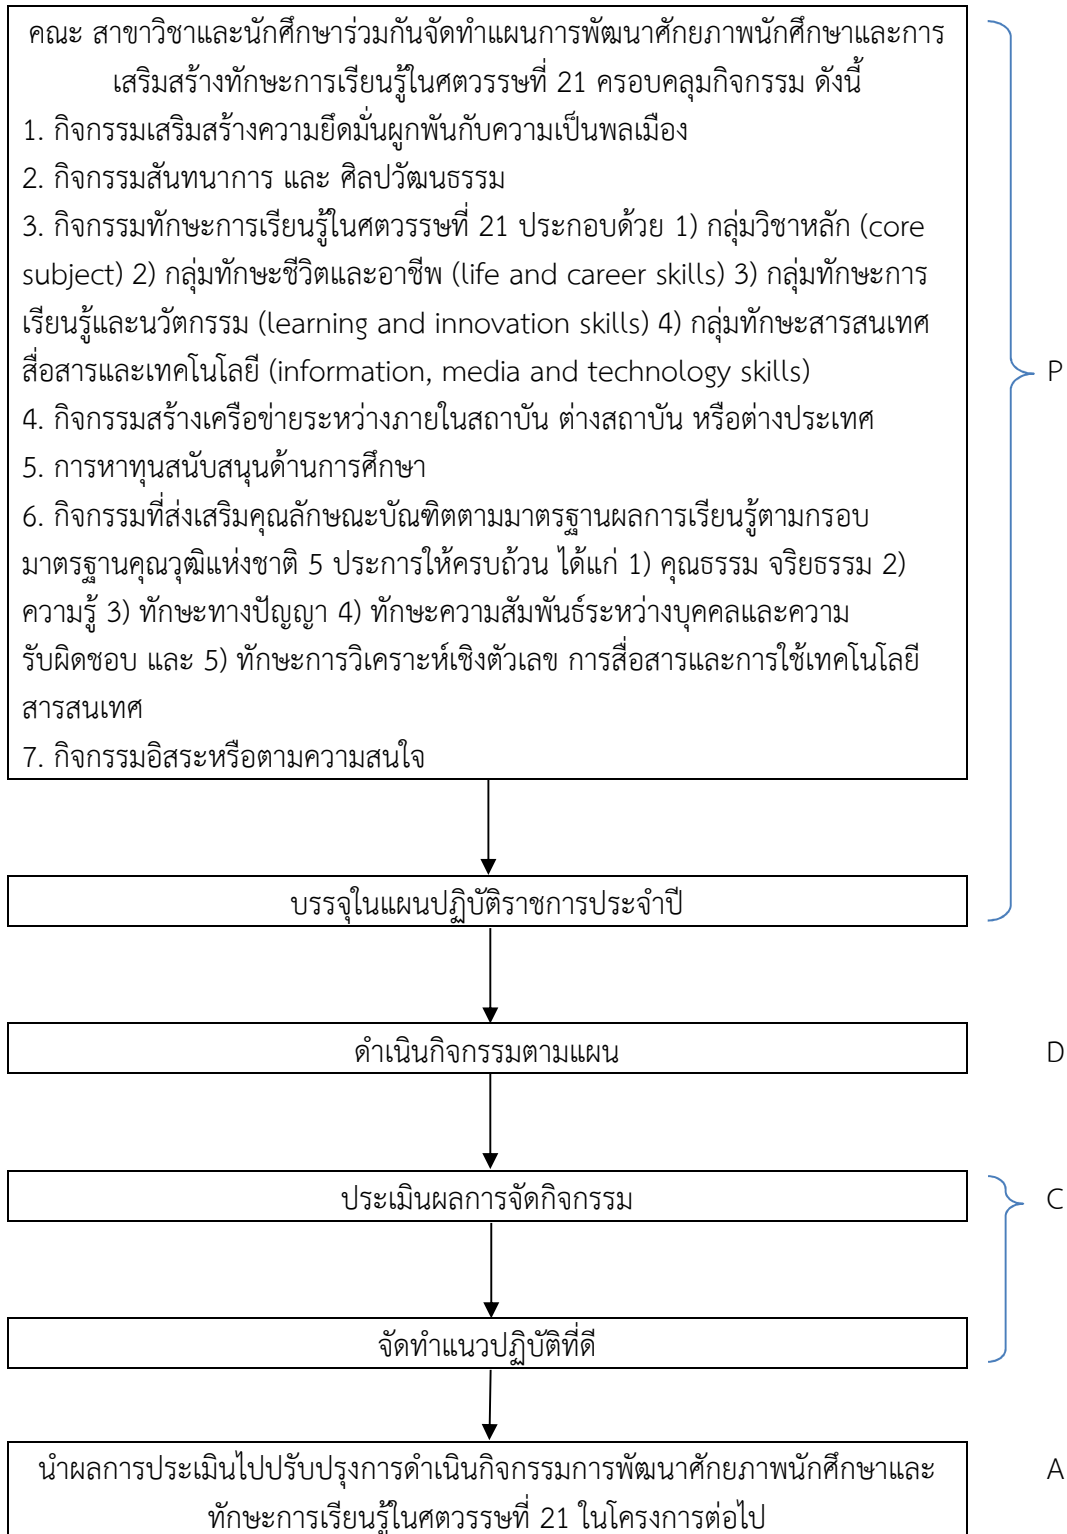 คณะ สาขาวิชาและนักศึกษาร่วมกันจัดทำแผนการพัฒนาศักยภาพนักศึกษาและการ
เสริมสร้างทักษะการเรียนรู้ในศตวรรษที่ 21 ครอบคลุมกิจกรรม ดังนี้
1. กิจกรรมเสริมสร้างความยึดมั่นผูกพันกับความเป็นพลเมือง
2. กิจกรรมสันทนาการ และ ศิลปวัฒนธรรม
3. กิจกรรมทักษะการเรียนรู้ในศตวรรษที่ 21 ประกอบด้วย 1) กลุ่มวิชาหลัก (core
subject) 2) กลุ่มทักษะชีวิตและอาชีพ (life and career skills) 3) กลุ่มทักษะการ
เรียนรู้และนวัตกรรม (learning and innovation skills) 4) กลุ่มทักษะสารสนเทศ
สื่อสารและเทคโนโลยี (information, media and technology skills)
P
4. กิจกรรมสร้างเครือข่ายระหว่างภายในสถาบัน ต่างสถาบัน หรือต่างประเทศ
5. การหาทุนสนับสนุนด้านการศึกษา
6. กิจกรรมที่ส่งเสริมคุณลักษณะบัณฑิตตามมาตรฐานผลการเรียนรู้ตามกรอบ
มาตรฐานคุณวุฒิแห่งชาติ 5 ประการให้ครบถ้วน ได้แก่ 1) คุณธรรม จริยธรรม 2)
ความรู้ 3) ทักษะทางปัญญา 4) ทักษะความสัมพันธ์ระหว่างบุคคลและความ
รับผิดชอบ และ 5) ทักษะการวิเคราะห์เชิงตัวเลข การสื่อสารและการใช้เทคโนโลยี
สารสนเทศ
7. กิจกรรมอิสระหรือตามความสนใจ
บรรจุในแผนปฏิบัติราชการประจำปี
ดำเนินกิจกรรมตามแผน
D
ประเมินผลการจัดกิจกรรม
C
จัดทำแนวปฏิบัติที่ดี
นำผลการประเมินไปปรับปรุงการดำเนินกิจกรรมการพัฒนาศักยภาพนักศึกษาและ
A
ทักษะการเรียนรู้ในศตวรรษที่ 21 ในโครงการต่อไป